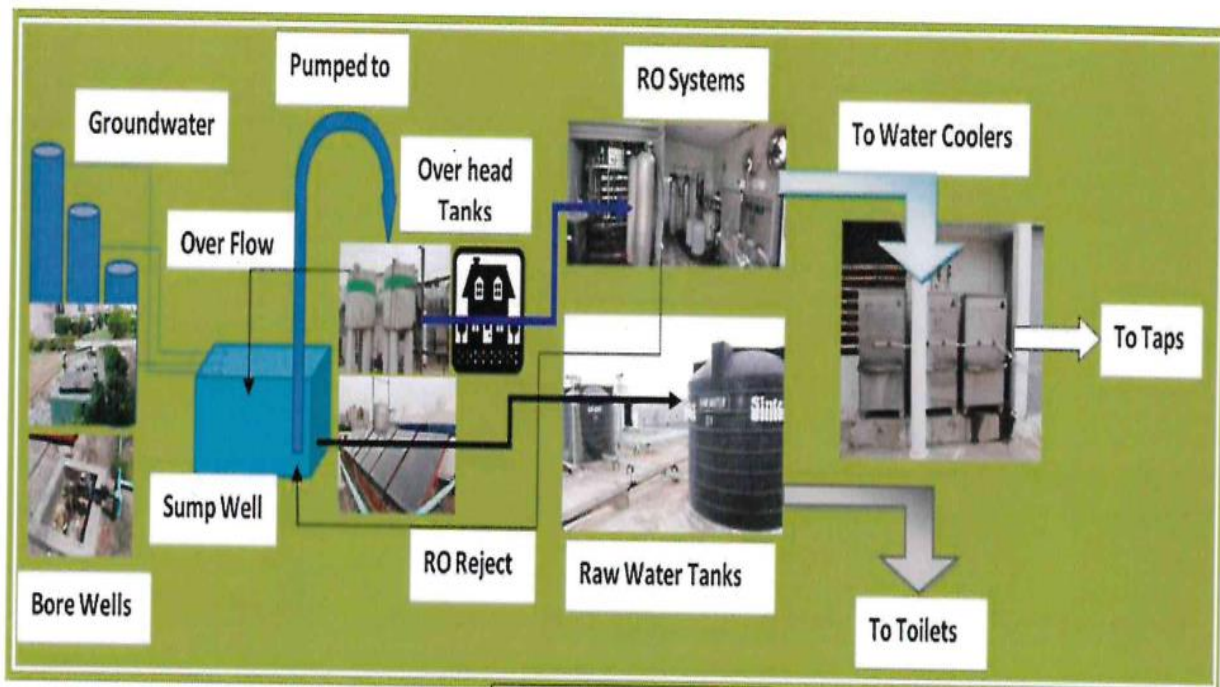 Pumped to
RO Systems
Groundwater
To Water Coolers
Over head
Tanks
Over Flow
To Taps
Sump Well
RO Reject
Raw Water Tanks
Bore Wells
To Toilets